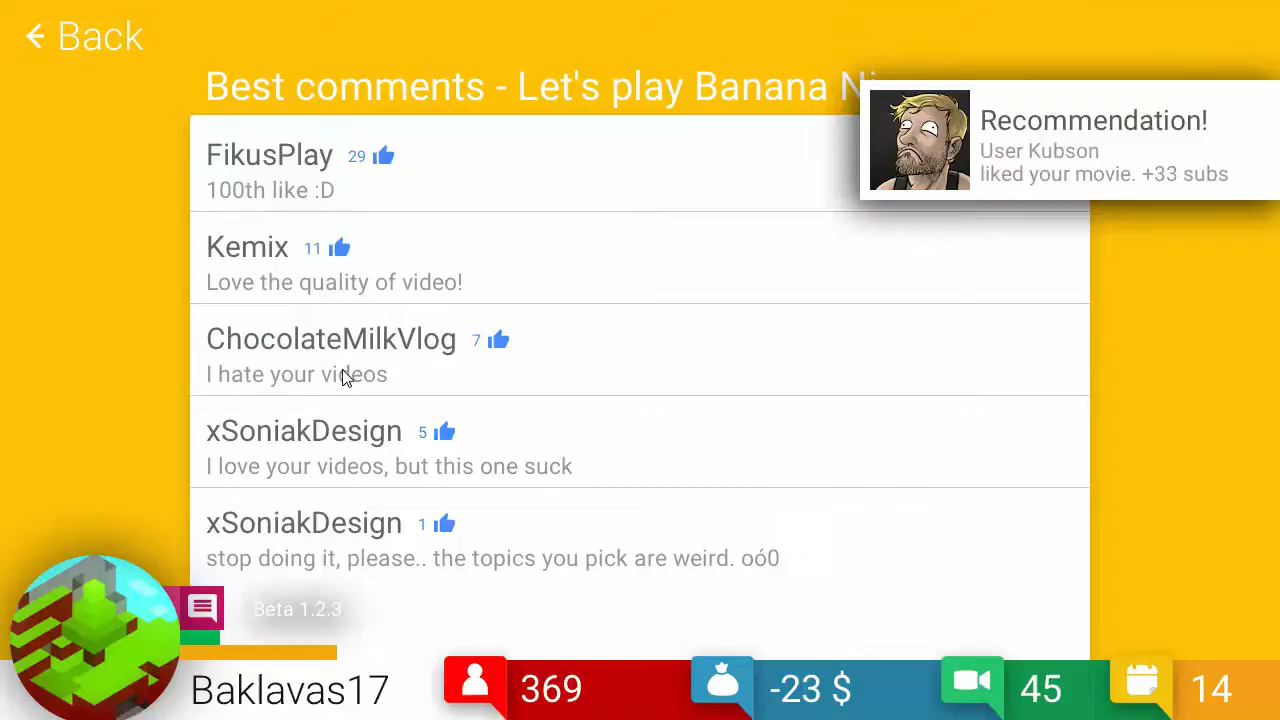 Back
Best comments - Let's play Banana
Recommendation!
User Kubson
liked your movie. +33 subs
FikusPlay 29
100th like :D
Kemix 11
Love the quality of video!
ChocolateMilkVlog 7
I hate your videos
xSoniakDesign 5
I love your videos, but this one suck
xSoniakDesign 1
stop doing it, please.. the topics you pick are weird. oóO
Beta 1.2.3
Baklavas17
369
-23 $
45
14